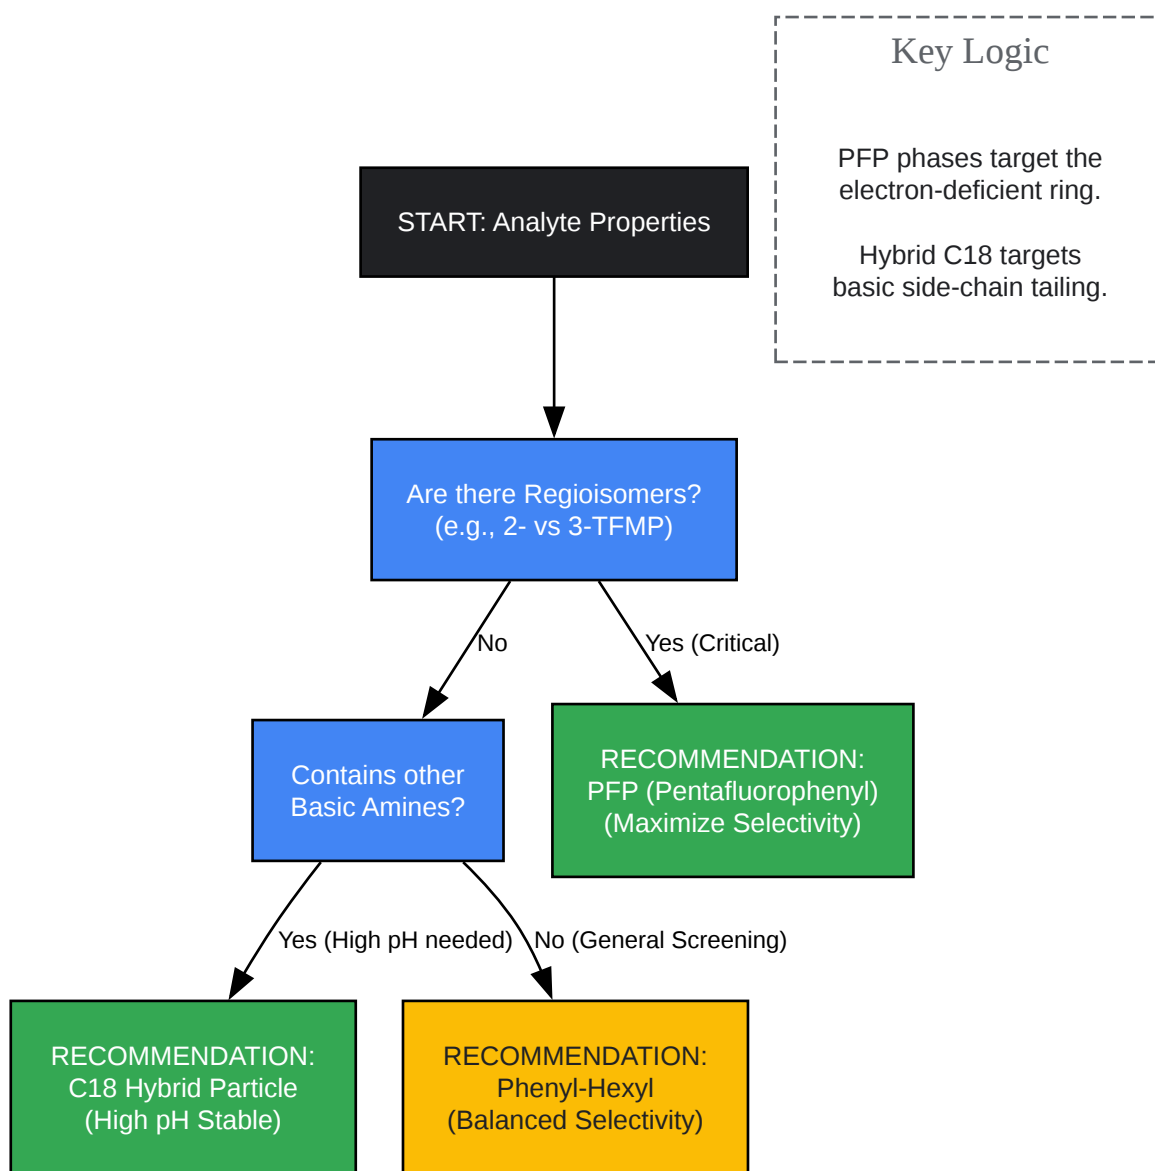 Key Logic
PFP phases target the
electron-deficient ring.
Hybrid C18 targets
basic side-chain tailing.
START: Analyte Properties
Are there Regioisomers?
(e.g., 2- vs 3-TFMP)
No
Yes (Critical)
Contains other
Basic Amines?
RECOMMENDATION:
PFP (Pentafluorophenyl)
(Maximize Selectivity)
Yes (High pH needed)
No (General Screening)
RECOMMENDATION:
C18 Hybrid Particle
(High pH Stable)
RECOMMENDATION:
Phenyl-Hexyl
(Balanced Selectivity)